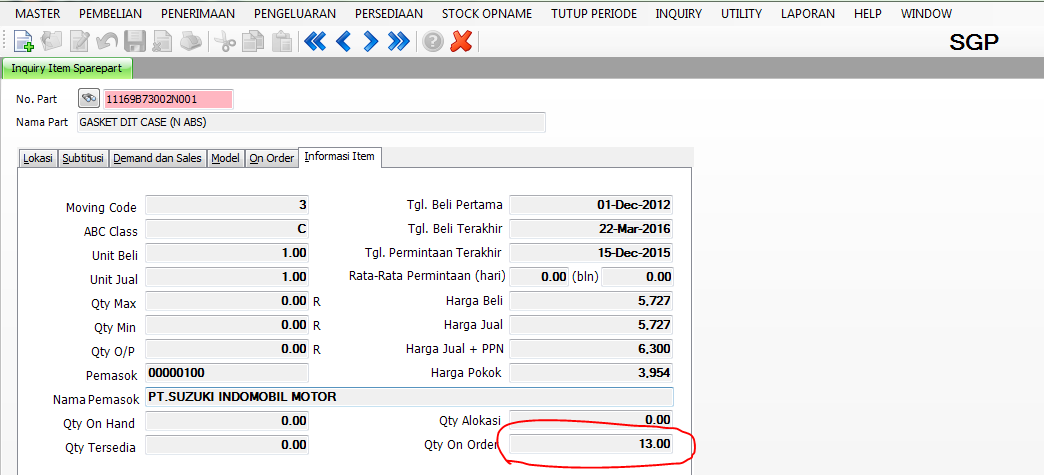 MASTER PEMBELIAN PENERIMAAN PENGELUARAN PERSEDIAAN STOCK OPNAME TUTUP PERIODE INQUIRY UTILITY LAPORAN HELP WINDOW
SGP
Inquiry Item Sparepart
No. Part 11169B73002N001
Nama Part GASKET DIT CASE (N ABS)
Lokasi Subtitusi Demand dan Sales Model On Order Informasi Item
Moving Code 3 Tgl. Beli Pertama 01-Dec-2012
ABC Class C Tgl. Beli Terakhir 22-Mar-2016
Unit Beli 1.00 Tgl. Permintaan Terakhir 15-Dec-2015
Unit Jual 1.00 Rata-Rata Permintaan (hari) 0.00 (bln) 0.00
Qty Max 0.00 R Harga Beli 5,727
Qty Min 0.00 R Harga Jual 5,727
Qty O/P 0.00 R Harga Jual + PPN 6,300
Pemasok 00000100 Harga Pokok 3,954
Nama Pemasok PT.SUZUKI INDOMOBIL MOTOR
Qty On Hand 0.00 Qty Alokasi 0.00
Qty Tersedia 0.00 Qty On Order 13.00